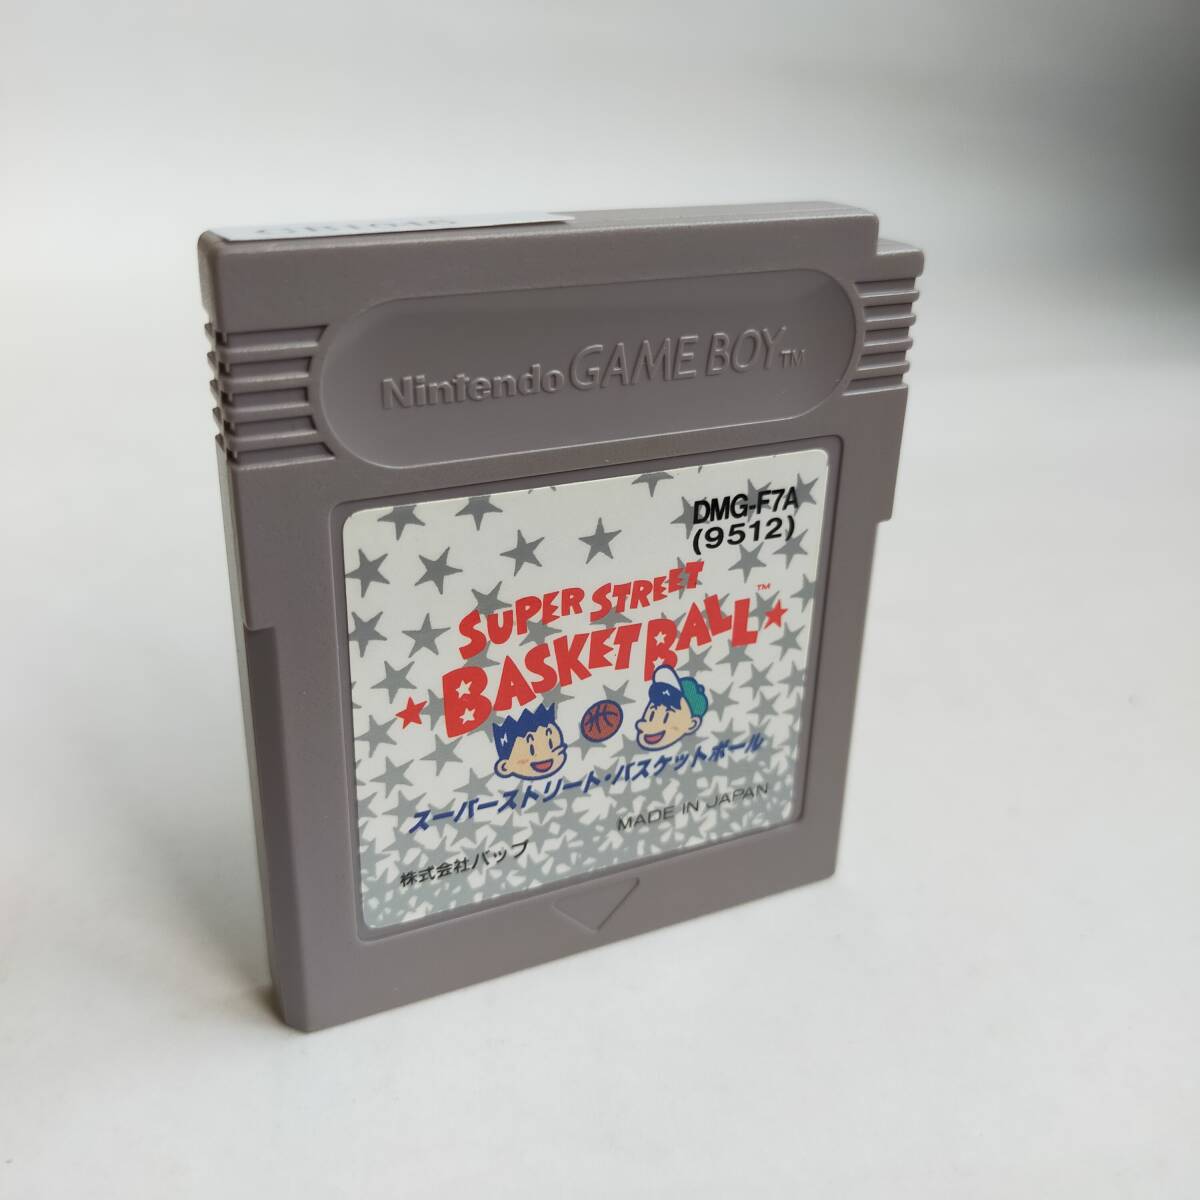 Nintendo GAME BOY™
DMG-F7A
(9512)
SUPER STREET
BASKETBALL™
スーパーストリート・バスケットボール
MADE IN JAPAN
株式会社バップ